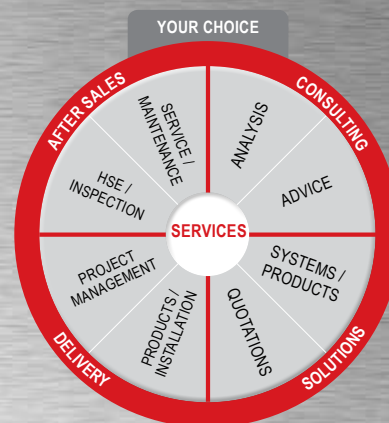 YOUR CHOICE
AFTER SALES
CONSULTING
SERVICE /
MAINTENANCE
ANALYSIS
HSE /
INSPECTION
ADVICE
SERVICES
PROJECT
MANAGEMENT
SYSTEMS /
PRODUCTS
PRODUCTS /
INSTALLATION
QUOTATIONS
DELIVERY
SOLUTIONS